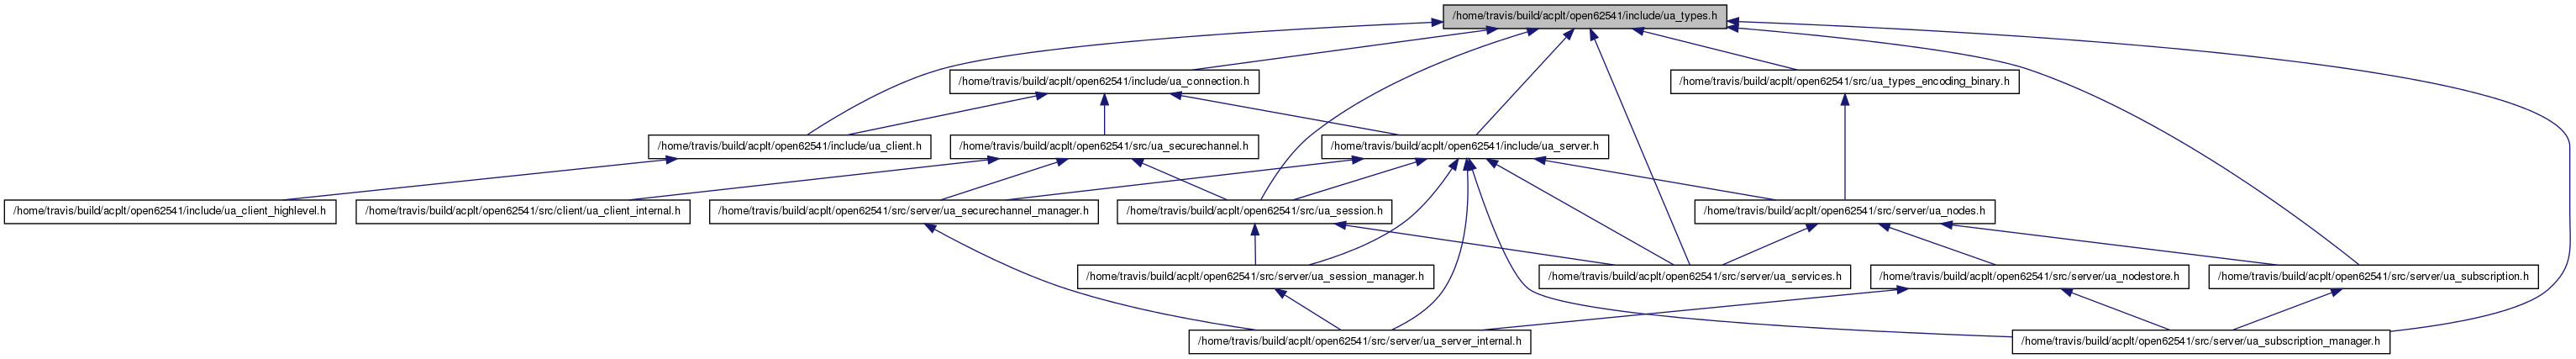 /home/travis/build/acplt/open62541/include/ua_types.h
/home/travis/build/acplt/open62541/include/ua_connection.h
/home/travis/build/acplt/open62541/src/ua_types_encoding_binary.h
/home/travis/build/acplt/open62541/include/ua_client.h
/home/travis/build/acplt/open62541/src/ua_securechannel.h
/home/travis/build/acplt/open62541/include/ua_server.h
/home/travis/build/acplt/open62541/include/ua_client_highlevel.h
/home/travis/build/acplt/open62541/src/client/ua_client_internal.h
/home/travis/build/acplt/open62541/src/server/ua_securechannel_manager.h
/home/travis/build/acplt/open62541/src/ua_session.h
/home/travis/build/acplt/open62541/src/server/ua_nodes.h
/home/travis/build/acplt/open62541/src/server/ua_session_manager.h
/home/travis/build/acplt/open62541/src/server/ua_services.h
/home/travis/build/acplt/open62541/src/server/ua_nodestore.h
/home/travis/build/acplt/open62541/src/server/ua_subscription.h
/home/travis/build/acplt/open62541/src/server/ua_server_internal.h
/home/travis/build/acplt/open62541/src/server/ua_subscription_manager.h